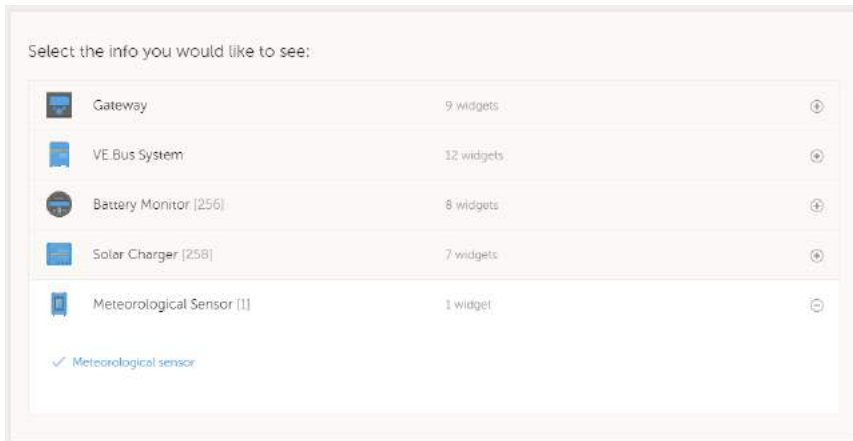 Select the info you would like to see:
Gateway 9 widgets
VE.Bus System 12 widgets
Battery Monitor [256] 8 widgets
Solar Charger [258] 7 widgets
Meteorological Sensor [1] 1 widget
Meteorological sensor